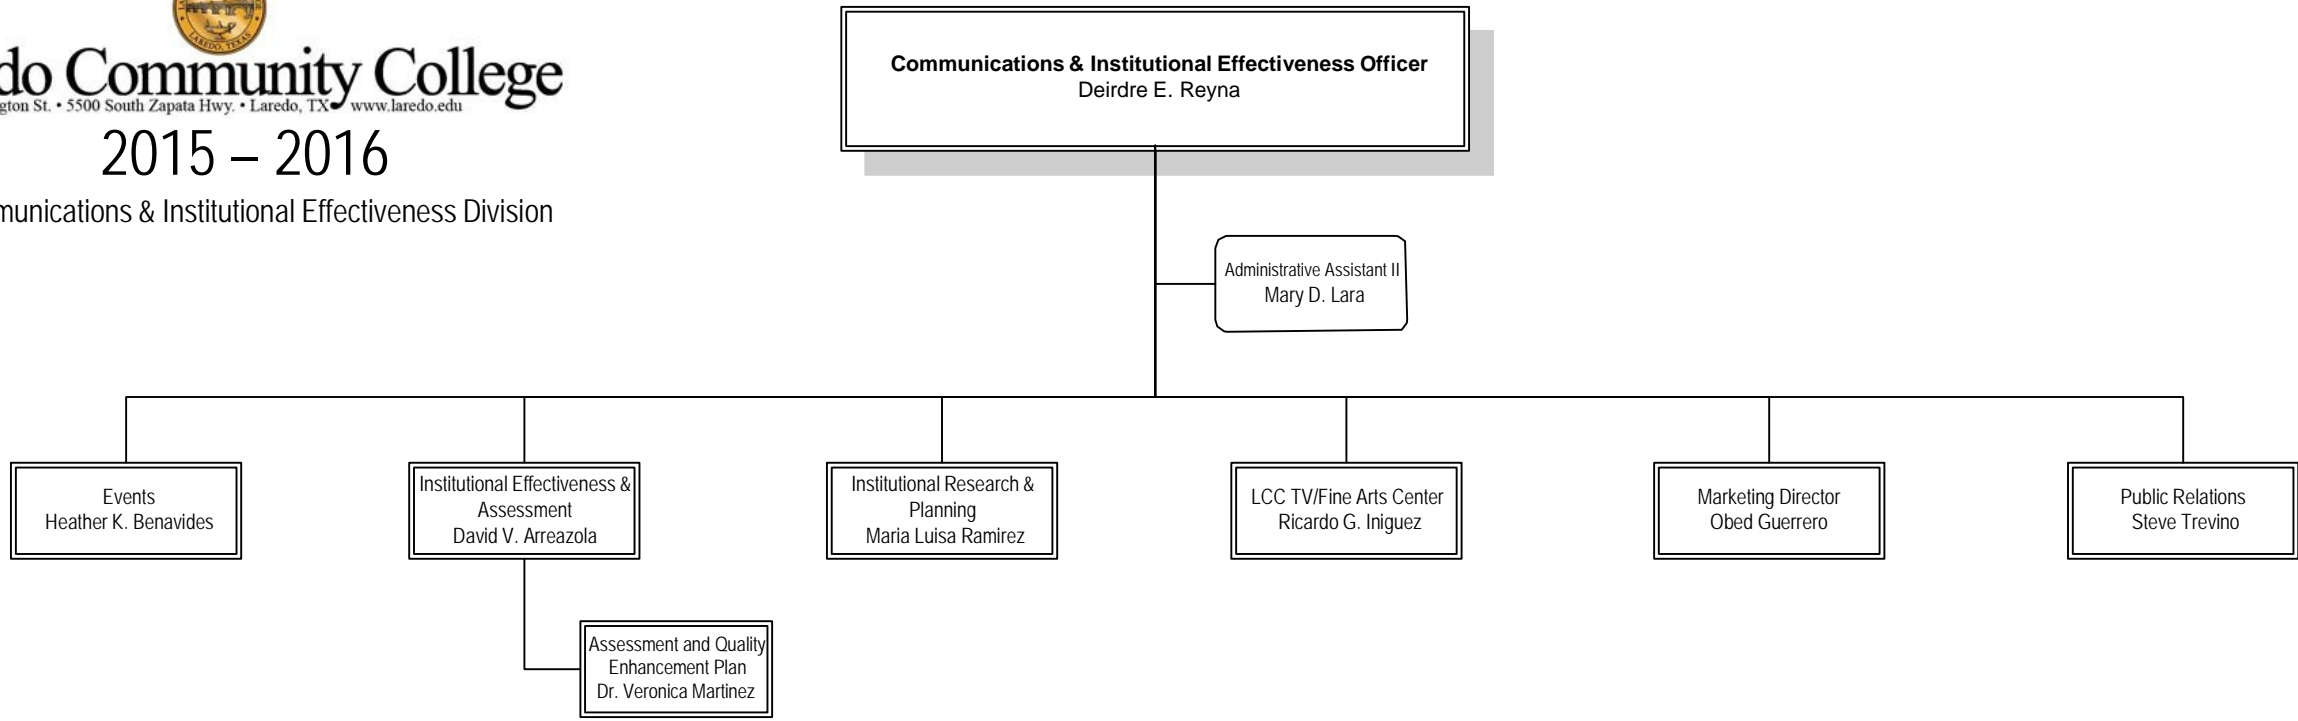 LAREDO, TEXAS
do Community College
gton St. • 5500 South Zapata Hwy. • Laredo, TX • www.laredo.edu
2015 – 2016
munications & Institutional Effectiveness Division
Communications & Institutional Effectiveness Officer
Deirdre E. Reyna
Administrative Assistant II
Mary D. Lara
Events
Heather K. Benavides
Institutional Effectiveness &
Assessment
David V. Arreazola
Institutional Research &
Planning
Maria Luisa Ramirez
LCC TV/Fine Arts Center
Ricardo G. Iniguez
Marketing Director
Obed Guerrero
Public Relations
Steve Trevino
Assessment and Quality
Enhancement Plan
Dr. Veronica Martinez